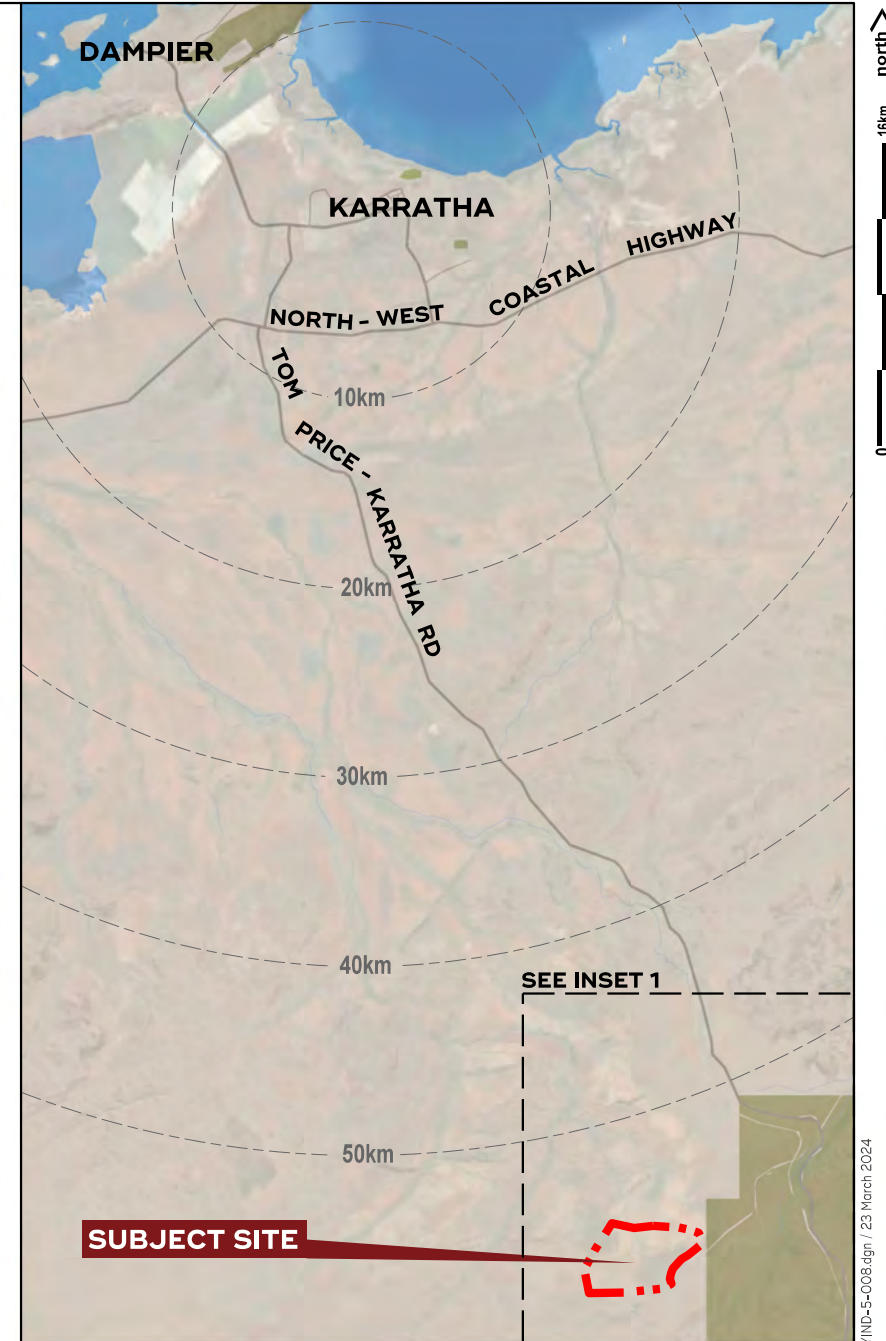 DAMPIER
north
16km
0
KARRATHA
NORTH - WEST COASTAL HIGHWAY
TOM PRICE - KARRATHA RD
10km
20km
30km
40km
SEE INSET 1
50km
SUBJECT SITE
IND-5-008.dgn / 23 March 2024